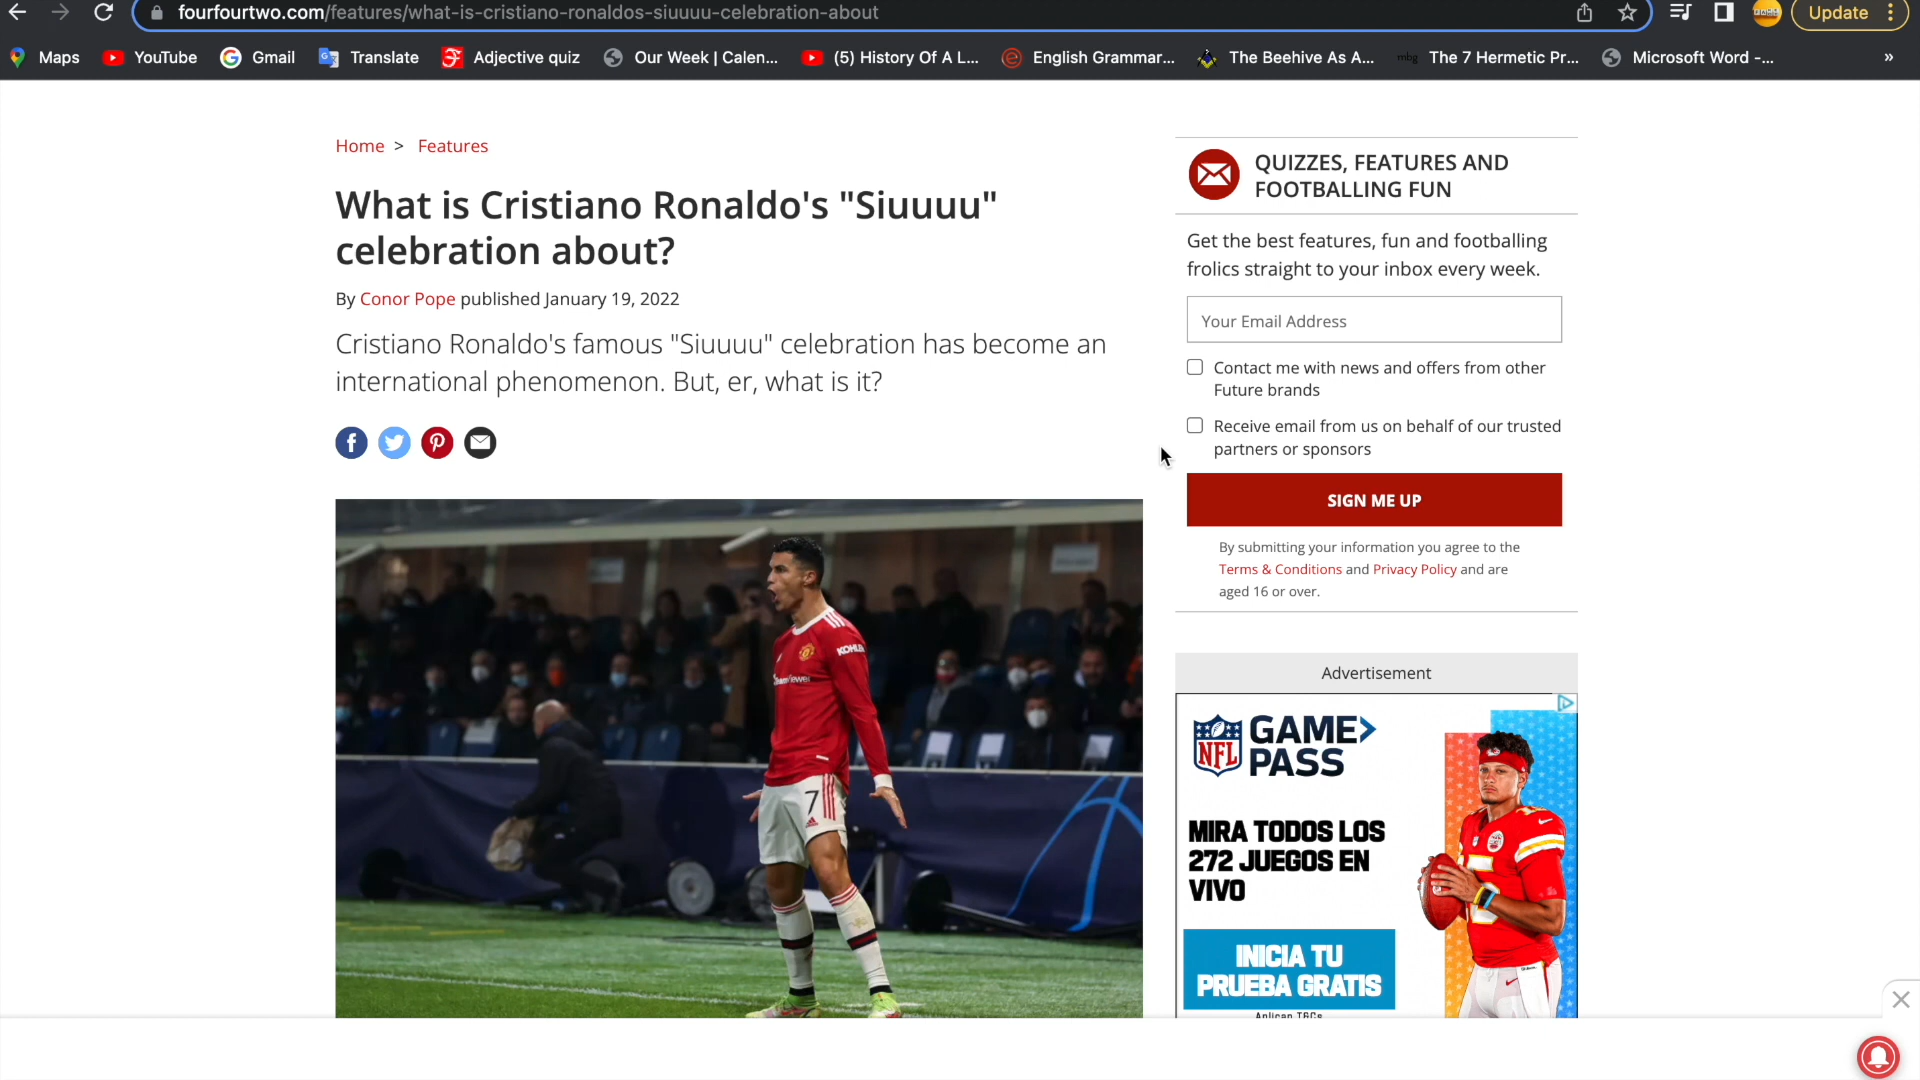 fourfourtwo.com/features/what-is-cristiano-ronaldos-siuuuu-celebration-about
Update
Maps
YouTube
Gmail
Translate
Adjective quiz
Our Week | Calen...
(5) History Of A L...
English Grammar...
The Beehive As A...
mbg
The 7 Hermetic Pr...
Microsoft Word -...
»
Home > Features
What is Cristiano Ronaldo's "Siuuuu"
celebration about?
By Conor Pope published January 19, 2022
Cristiano Ronaldo's famous "Siuuuu" celebration has become an
international phenomenon. But, er, what is it?
KOHLER
TeamViewer
7
QUIZZES, FEATURES AND
FOOTBALLING FUN
Get the best features, fun and footballing
frolics straight to your inbox every week.
Your Email Address
Contact me with news and offers from other
Future brands
Receive email from us on behalf of our trusted
partners or sponsors
SIGN ME UP
By submitting your information you agree to the
Terms & Conditions and Privacy Policy and are
aged 16 or over.
Advertisement
NFL
GAME
PASS
MIRA TODOS LOS
272 JUEGOS EN
VIVO
INICIA TU
PRUEBA GRATIS
Aplican T&Cs